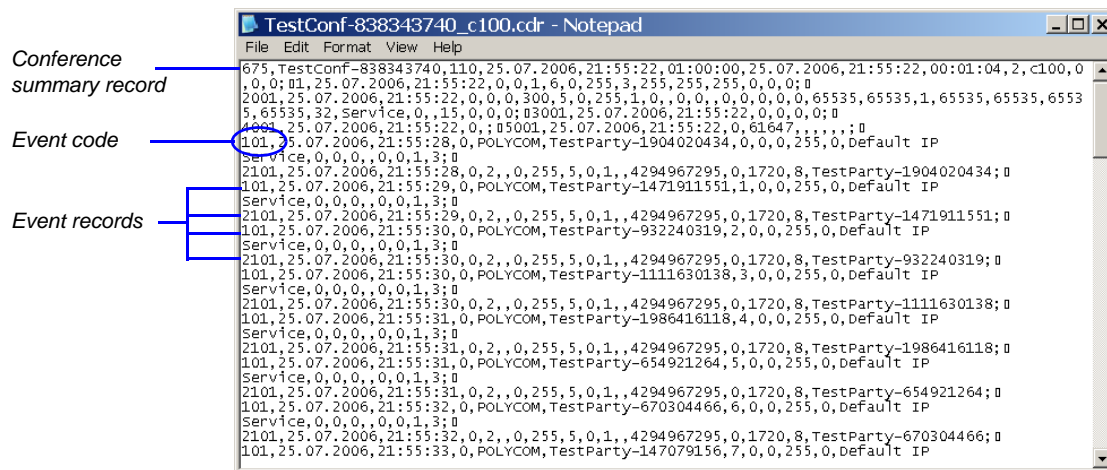 TestConf-838343740_c100.cdr - Notepad
File Edit Format View Help
Conference
summary record
Event code
Event records
675,TestConf-838343740,110,25.07.2006,21:55:22,01:00:00,25.07.2006,21:55:22,00:01:04,2,c100,0
,0,0;▯1,25.07.2006,21:55:22,0,0,1,6,0,255,3,255,255,255,0,0,0;▯
2001,25.07.2006,21:55:22,0,0,0,300,5,0,255,1,0,,0,0,,0,0,0,0,0,65535,65535,1,65535,65535,6553
5,65535,32,Service,0,,15,0,0,0;▯3001,25.07.2006,21:55:22,0,0,0,0;▯
4001,25.07.2006,21:55:22,0,;▯5001,25.07.2006,21:55:22,0,61647,,,,,,;▯
101,25.07.2006,21:55:28,0,POLYCOM,TestParty-1904020434,0,0,0,255,0,Default IP
Service,0,0,0,,0,0,1,3;▯
2101,25.07.2006,21:55:28,0,2,,0,255,5,0,1,,4294967295,0,1720,8,TestParty-1904020434;▯
101,25.07.2006,21:55:29,0,POLYCOM,TestParty-1471911551,1,0,0,255,0,Default IP
Service,0,0,0,,0,0,1,3;▯
2101,25.07.2006,21:55:29,0,2,,0,255,5,0,1,,4294967295,0,1720,8,TestParty-1471911551;▯
101,25.07.2006,21:55:30,0,POLYCOM,TestParty-932240319,2,0,0,255,0,Default IP
Service,0,0,0,,0,0,1,3;▯
2101,25.07.2006,21:55:30,0,2,,0,255,5,0,1,,4294967295,0,1720,8,TestParty-932240319;▯
101,25.07.2006,21:55:30,0,POLYCOM,TestParty-1111630138,3,0,0,255,0,Default IP
Service,0,0,0,,0,0,1,3;▯
2101,25.07.2006,21:55:30,0,2,,0,255,5,0,1,,4294967295,0,1720,8,TestParty-1111630138;▯
101,25.07.2006,21:55:31,0,POLYCOM,TestParty-1986416118,4,0,0,255,0,Default IP
Service,0,0,0,,0,0,1,3;▯
2101,25.07.2006,21:55:31,0,2,,0,255,5,0,1,,4294967295,0,1720,8,TestParty-1986416118;▯
101,25.07.2006,21:55:31,0,POLYCOM,TestParty-654921264,5,0,0,255,0,Default IP
Service,0,0,0,,0,0,1,3;▯
2101,25.07.2006,21:55:31,0,2,,0,255,5,0,1,,4294967295,0,1720,8,TestParty-654921264;▯
101,25.07.2006,21:55:32,0,POLYCOM,TestParty-670304466,6,0,0,255,0,Default IP
Service,0,0,0,,0,0,1,3;▯
2101,25.07.2006,21:55:32,0,2,,0,255,5,0,1,,4294967295,0,1720,8,TestParty-670304466;▯
101,25.07.2006,21:55:33,0,POLYCOM,TestParty-147079156,7,0,0,255,0,Default IP